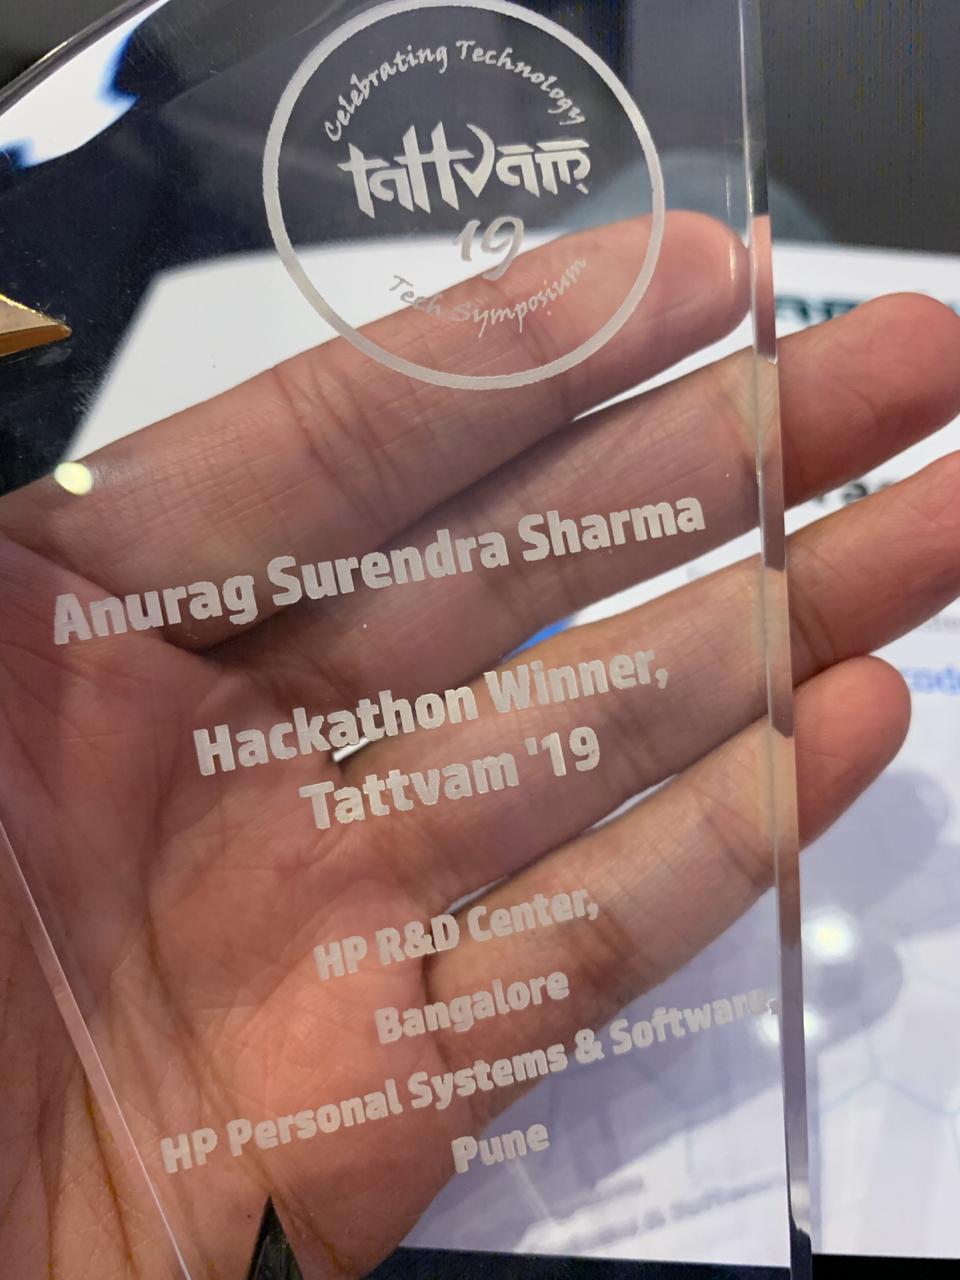 Celebrating Technology
Tattvam
19
Tech Symposium
Anurag Surendra Sharma
Hackathon Winner,
Tattvam '19
HP R&D Center,
Bangalore
HP Personal Systems & Software,
Pune